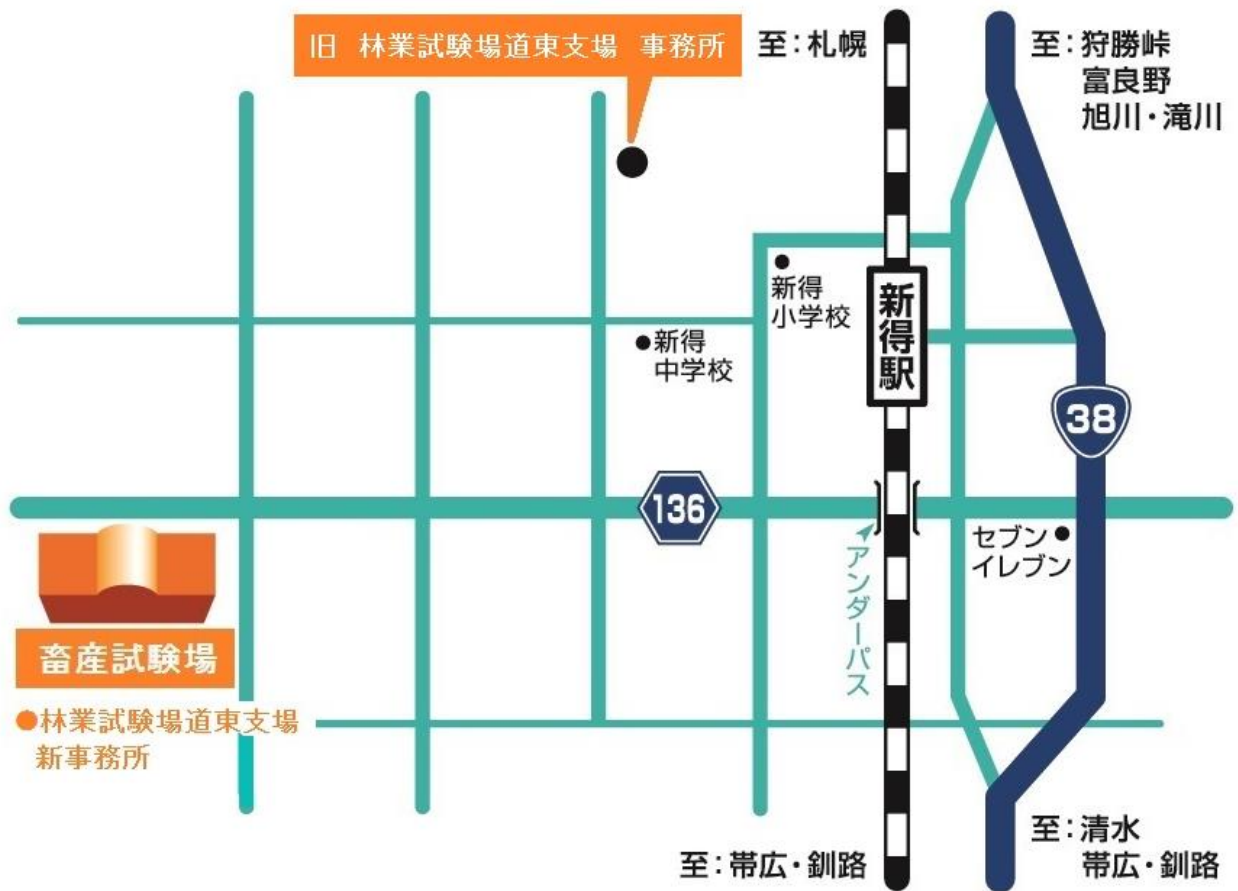 旧 林業試験場道東支場 事務所
至：札幌
至：狩勝峠
富良野
旭川・滝川
新得
小学校
新得駅
新得
中学校
38
136
セブン
イレブン
アンダーパス
畜産試験場
●林業試験場道東支場
新事務所
至：清水
帯広・釧路
至：帯広・釧路